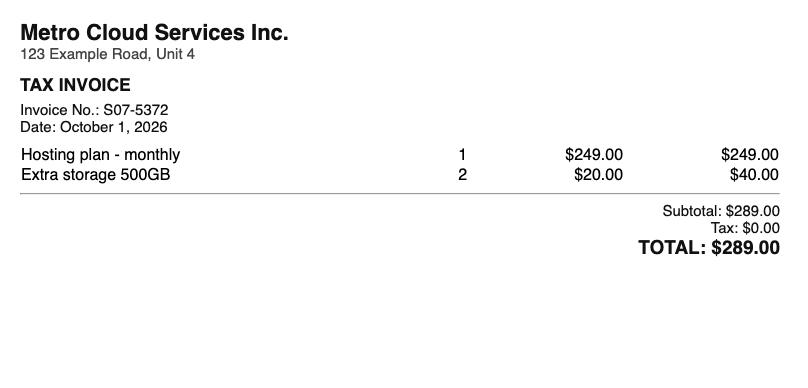 Metro Cloud Services Inc.
123 Example Road, Unit 4
TAX INVOICE
Invoice No.: S07-5372
Date: October 1, 2026
Hosting plan - monthly 1 $249.00 $249.00
Extra storage 500GB 2 $20.00 $40.00
Subtotal: $289.00
Tax: $0.00
TOTAL: $289.00